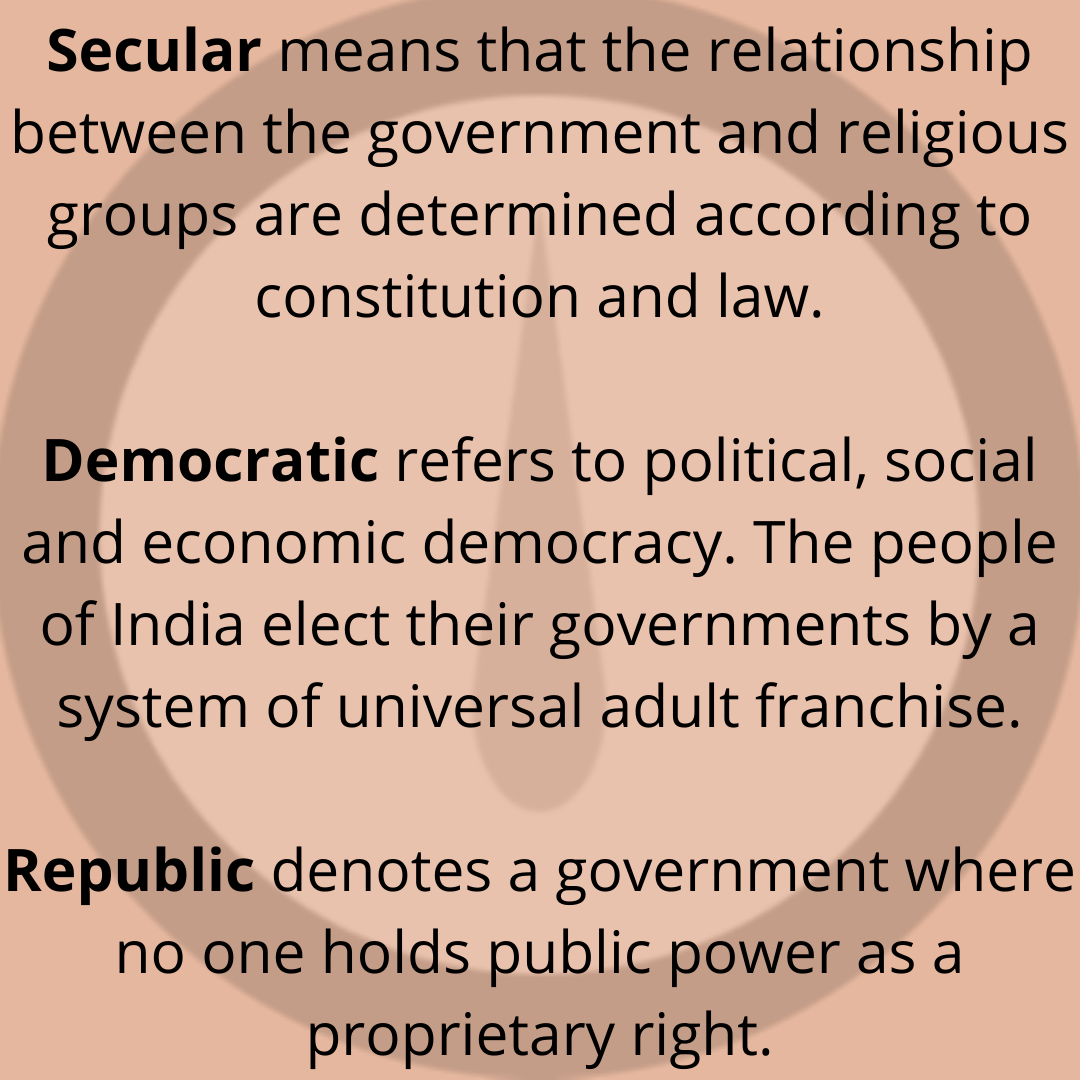 Secular means that the relationship
between the government and religious
groups are determined according to
constitution and law.
Democratic refers to political, social
and economic democracy. The people
of India elect their governments by a
system of universal adult franchise.
Republic denotes a government where
no one holds public power as a
proprietary right.